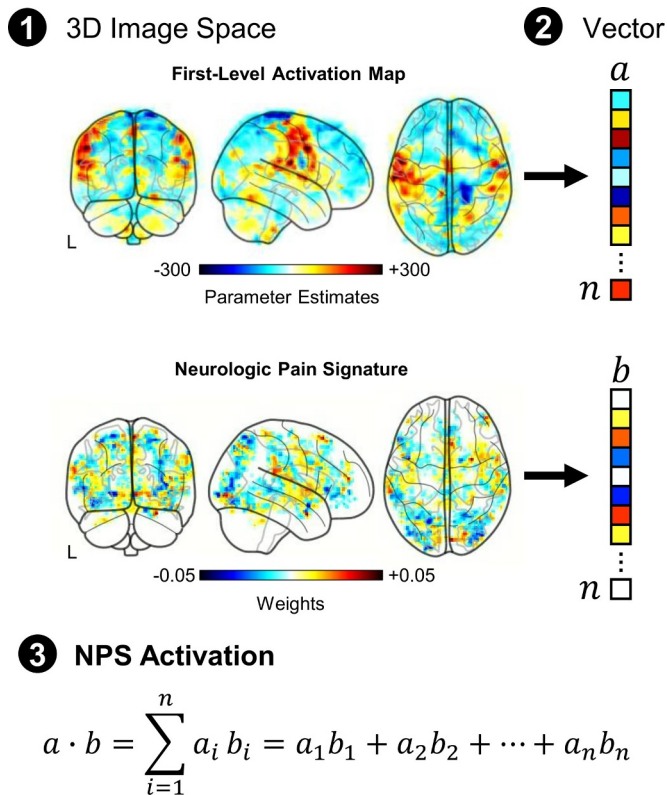 1 3D Image Space
2 Vector
First-Level Activation Map
a
L
-300 +300
Parameter Estimates
⋮
n
Neurologic Pain Signature
b
L
-0.05 +0.05
Weights
⋮
n
3 NPS Activation
a · b = \sum_{i=1}^{n} a_i b_i = a_1b_1 + a_2b_2 + ⋯ + a_nb_n